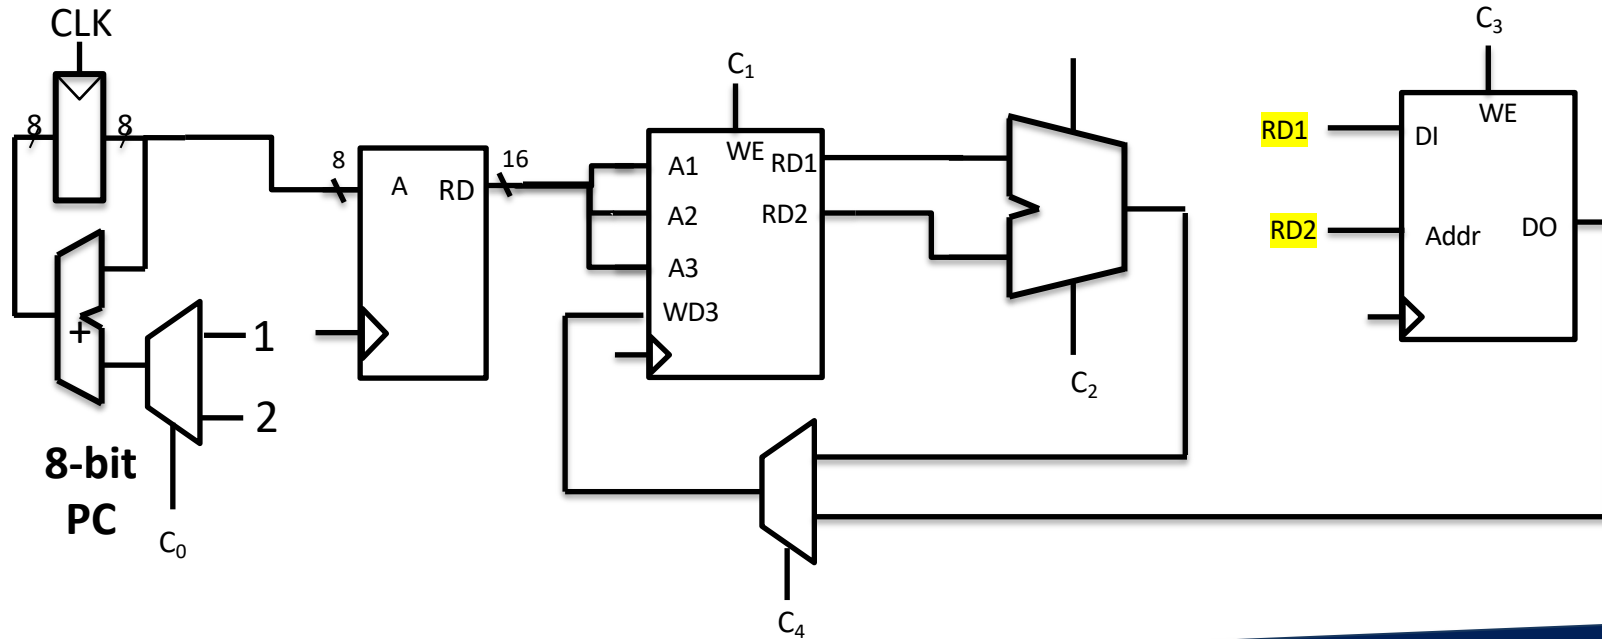 CLK
8
8
+
1
2
8-bit
PC
C₀
8
A
RD
16
C₁
WE
A1
A2
A3
WD3
RD1
RD2
C₂
C₄
RD1
RD2
C₃
WE
DI
Addr
DO